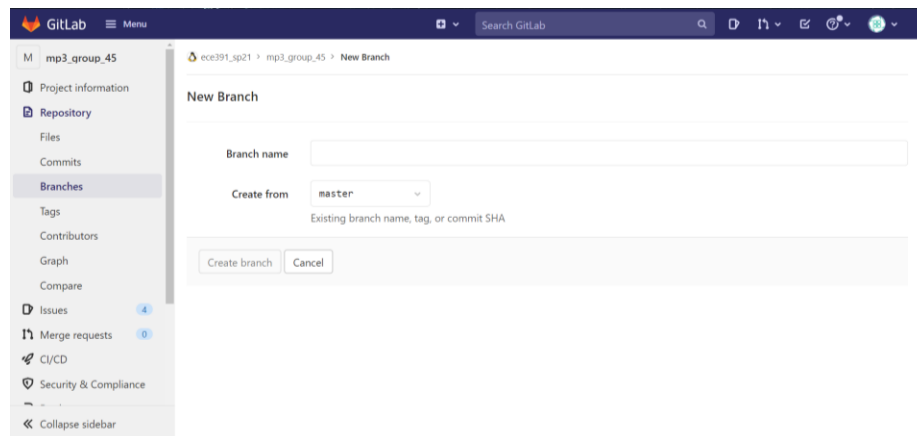 GitLab Menu Search GitLab
M mp3_group_45
ece391_sp21 › mp3_group_45 › New Branch
Project information
Repository
Files
Commits
Branches
Tags
Contributors
Graph
Compare
Issues 4
Merge requests 0
CI/CD
Security & Compliance
Collapse sidebar
New Branch
Branch name
Create from master
Existing branch name, tag, or commit SHA
Create branch Cancel